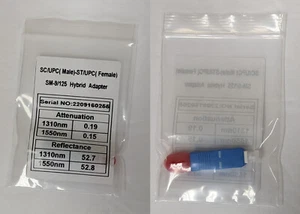 SC/UPC( Male)-ST/UPC( Female)
SM-9/125 Hybrid Adapter
Serial NO:2209160256
Attenuation
1310nm 0.19
1550nm 0.15
Reflectance
1310nm 52.7
550nm 52.8